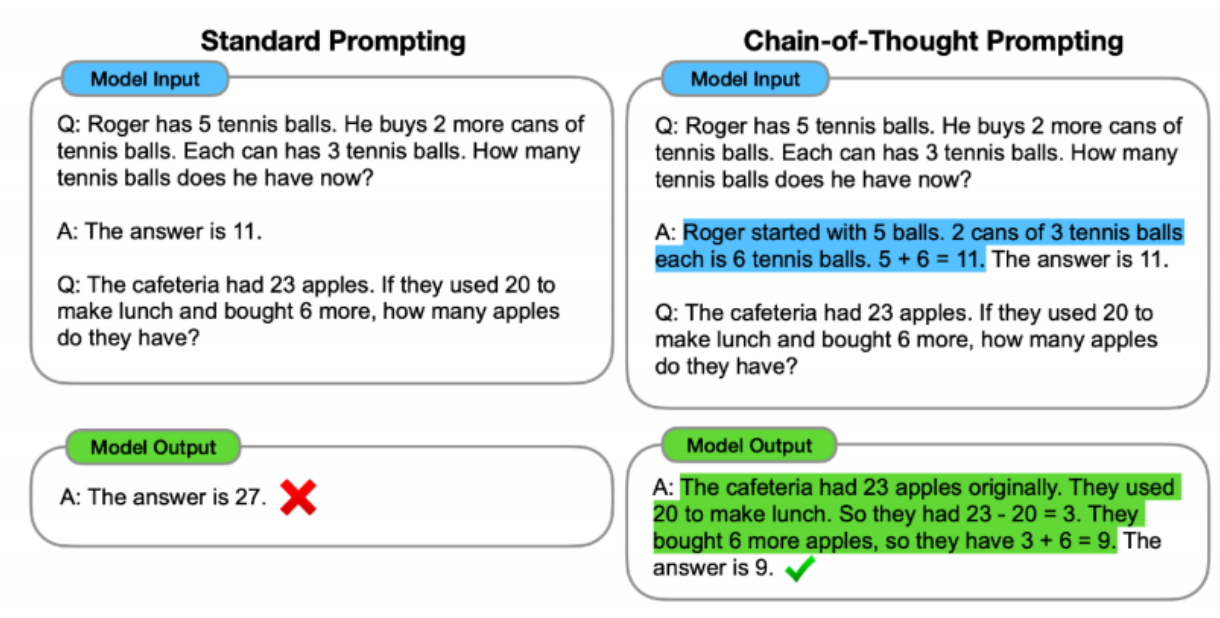 Standard Prompting
Model Input
Q: Roger has 5 tennis balls. He buys 2 more cans of
tennis balls. Each can has 3 tennis balls. How many
tennis balls does he have now?
A: The answer is 11.
Q: The cafeteria had 23 apples. If they used 20 to
make lunch and bought 6 more, how many apples
do they have?
Model Output
A: The answer is 27.
Chain-of-Thought Prompting
Model Input
Q: Roger has 5 tennis balls. He buys 2 more cans of
tennis balls. Each can has 3 tennis balls. How many
tennis balls does he have now?
A: Roger started with 5 balls. 2 cans of 3 tennis balls
each is 6 tennis balls. 5 + 6 = 11. The answer is 11.
Q: The cafeteria had 23 apples. If they used 20 to
make lunch and bought 6 more, how many apples
do they have?
Model Output
A: The cafeteria had 23 apples originally. They used
20 to make lunch. So they had 23 - 20 = 3. They
bought 6 more apples, so they have 3 + 6 = 9. The
answer is 9.